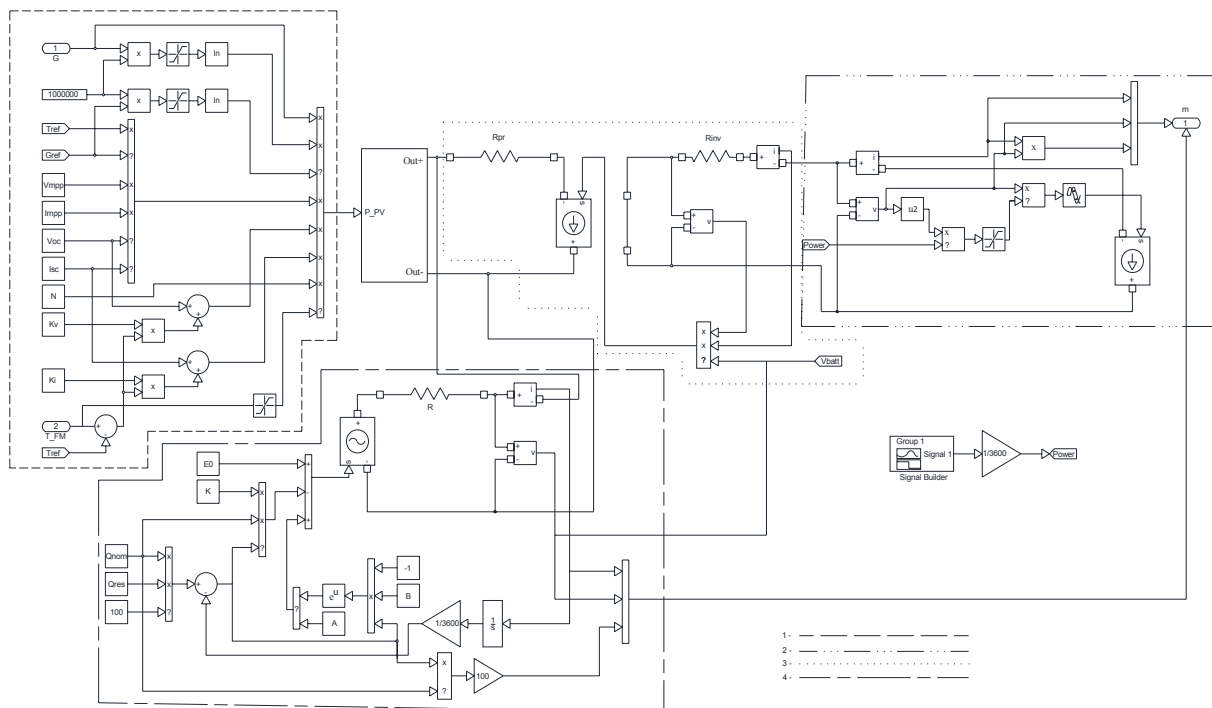 1
G
x
ln
1000000
x
ln
Tref
Gref
Vmpp
Impp
Voc
Isc
N
Kv
Ki
x
?
x
x
?
?
x
x
+
+
+
+
2
T_FM
Tref
+
-
x
x
?
x
x
x
x
?
P_PV
Out+
Out-
Rpr
-
s
+
Rinv
+
i
-
+
-
v
x
x
?
x
Vbatt
+
i
-
+
-
v
u2
Power
x
?
x
x
?
-
s
+
m
1
Group 1
Signal 1
Signal Builder
1/3600
Power
R
+
s
-
+
i
-
+
-
v
E0
K
+
-
+
x
x
?
Qnom
Qres
100
x
x
?
x
+
-
?
e
u
A
x
-1
B
1/3600
1
s
x
?
100
1 -
2 -
3 -
4 -